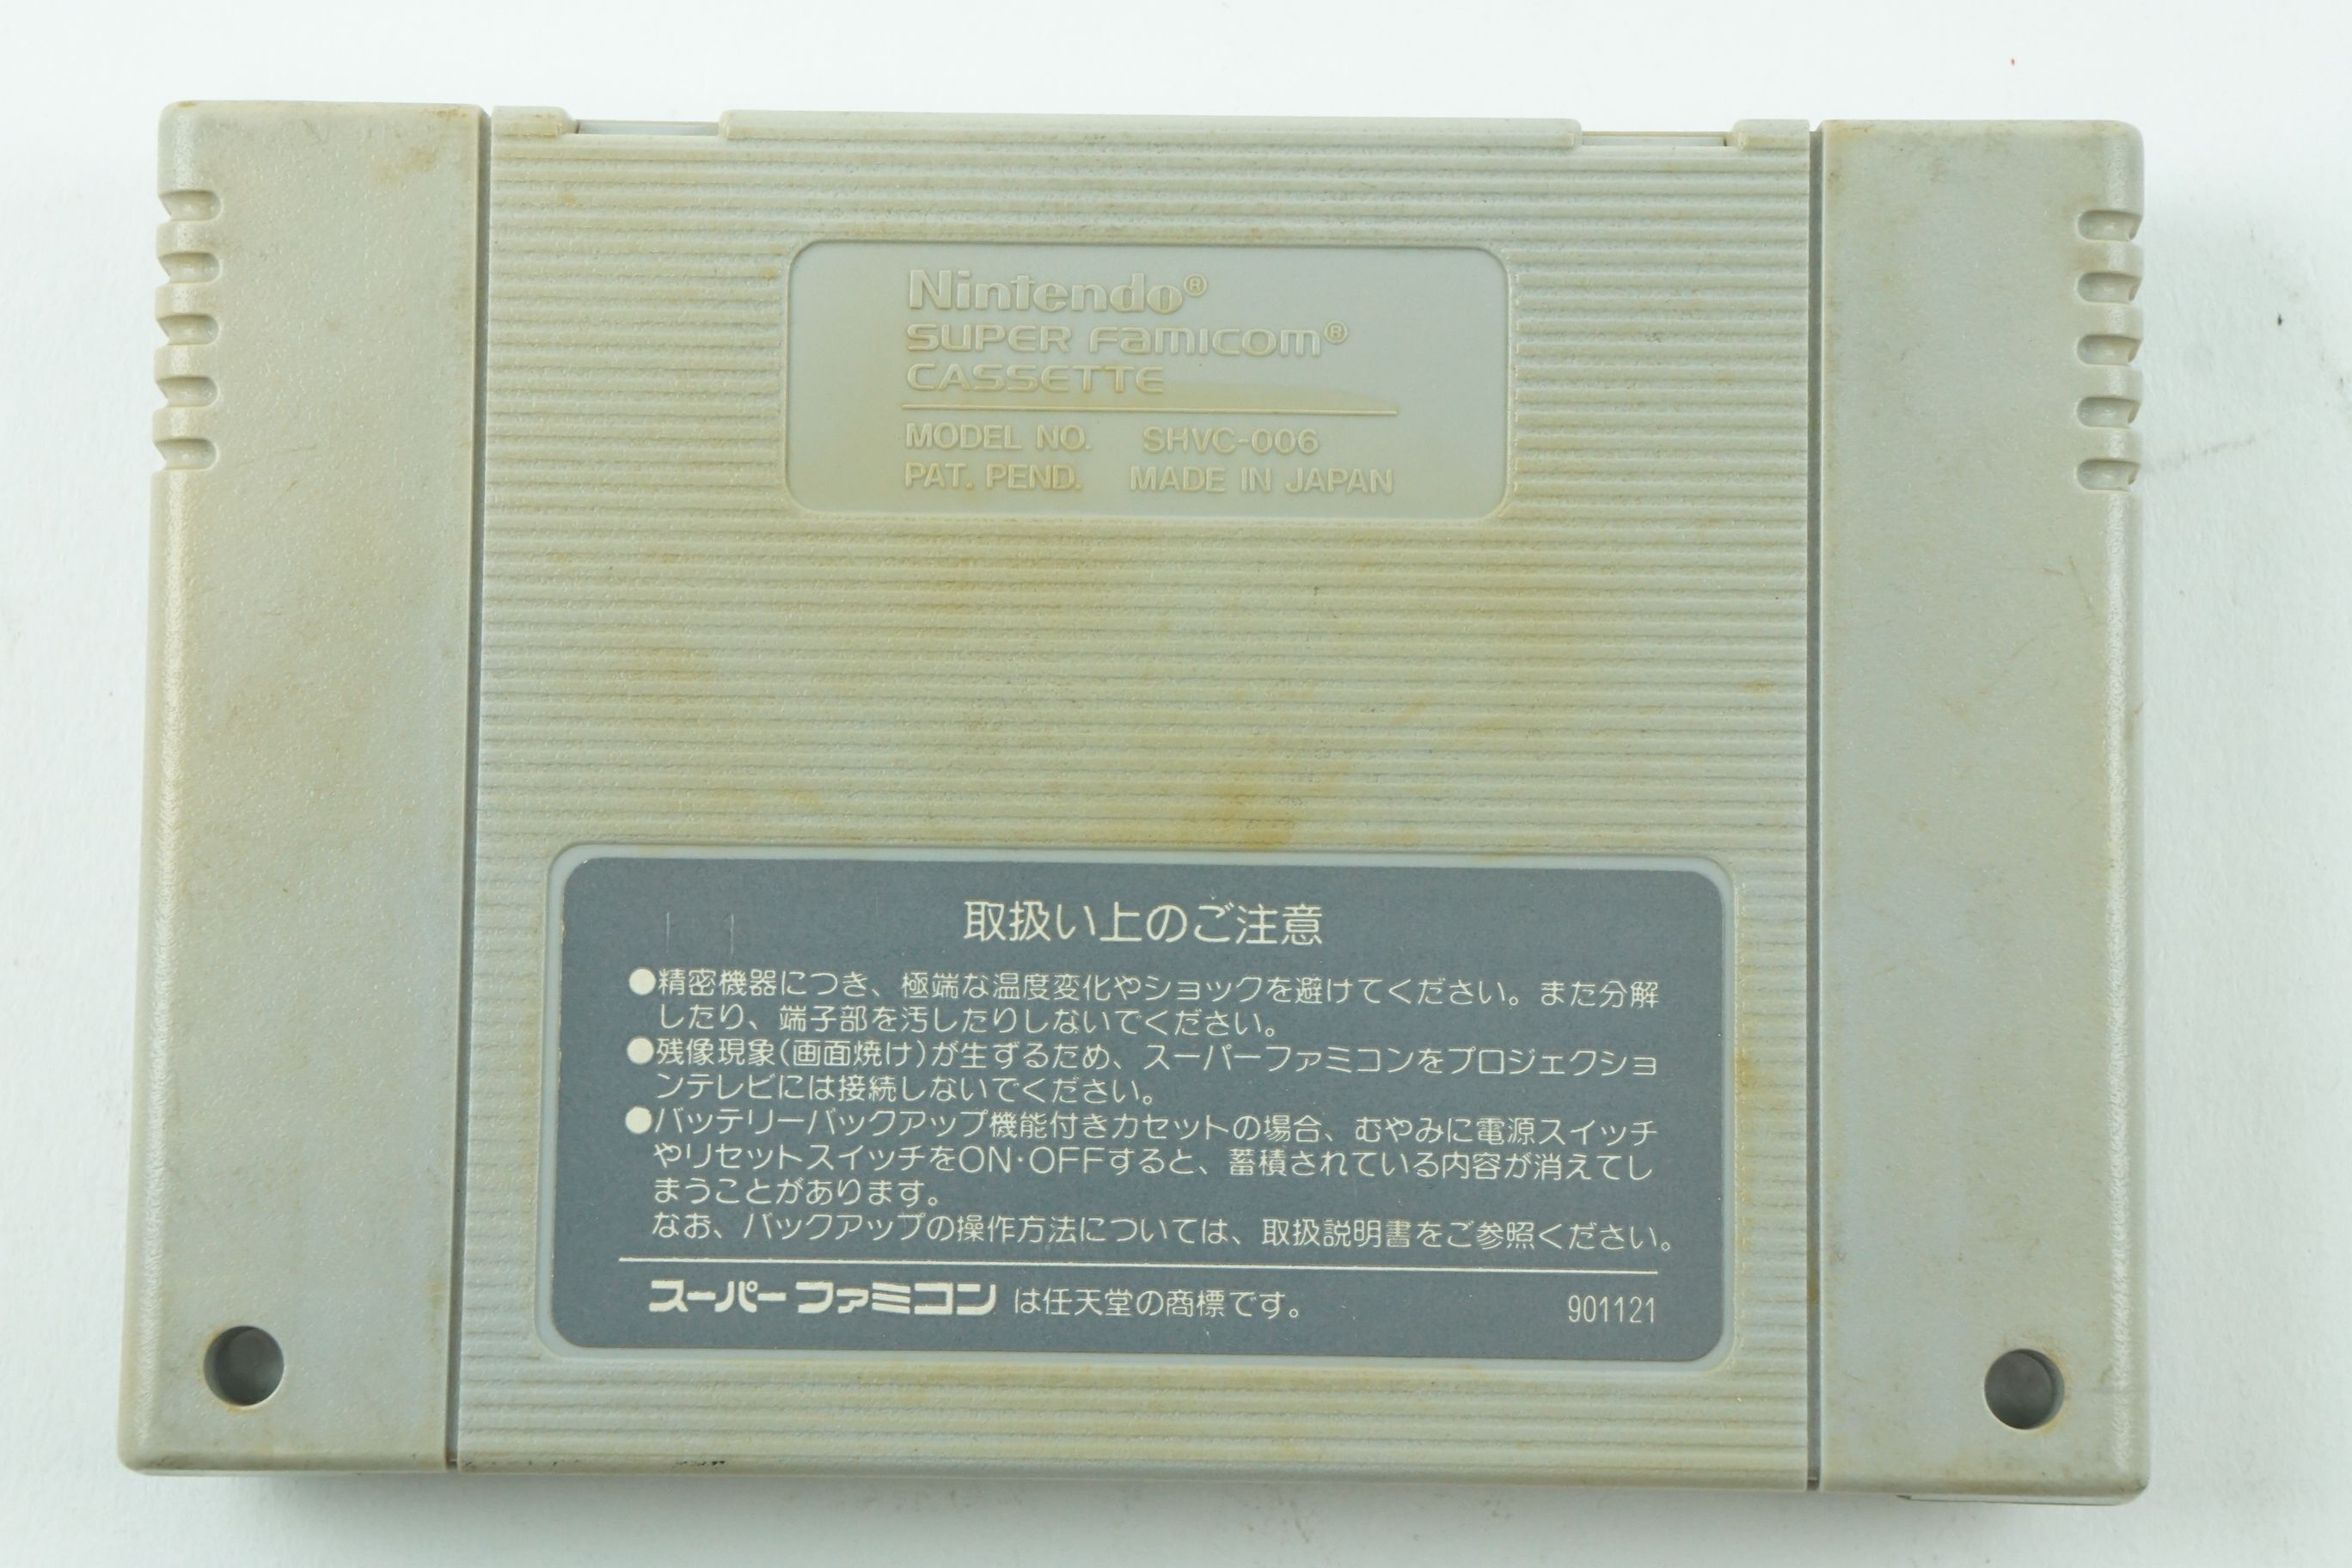 Nintendo®
SUPER FAMICOM®
CASSETTE
MODEL NO. SHVC-006
PAT. PEND. MADE IN JAPAN
取扱い上のご注意
●精密機器につき、極端な温度変化やショックを避けてください。また分解
したり、端子部を汚したりしないでください。
●残像現象(画面焼け)が生ずるため、スーパーファミコンをプロジェクショ
ンテレビには接続しないでください。
●バッテリーバックアップ機能付きカセットの場合、むやみに電源スイッチ
やリセットスイッチをON・OFFすると、蓄積されている内容が消えてし
まうことがあります。
なお、バックアップの操作方法については、取扱説明書をご参照ください。
スーパーファミコンは任天堂の商標です。 901121